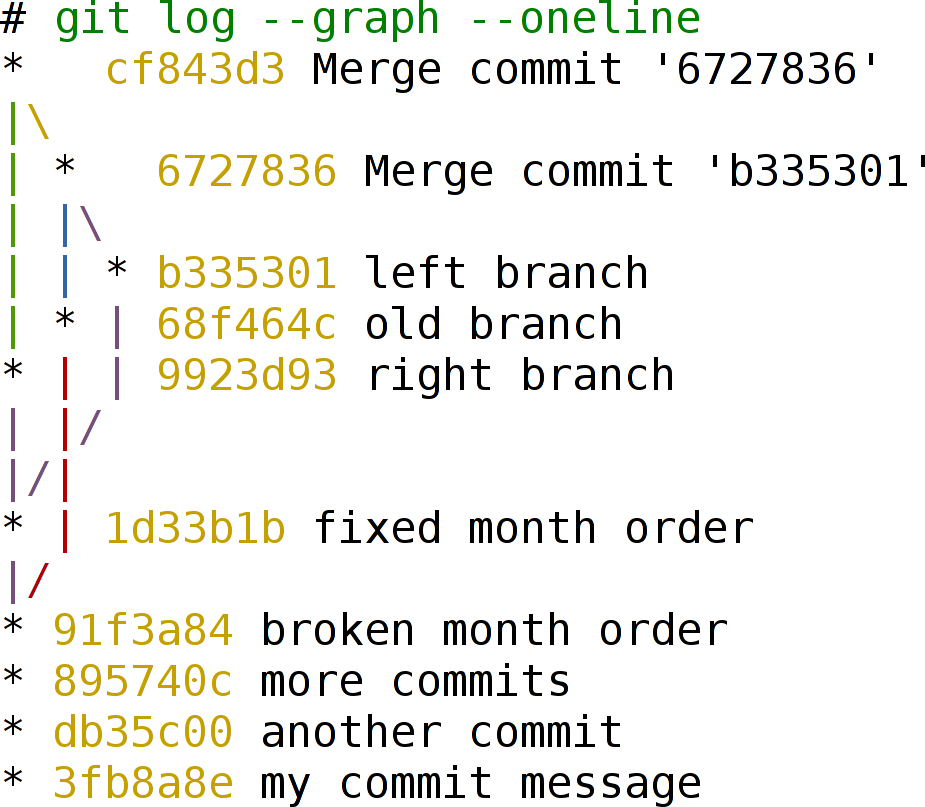 # git log --graph --oneline
*   cf843d3 Merge commit '6727836'
|\
| *   6727836 Merge commit 'b335301'
| |\
| | * b335301 left branch
| * | 68f464c old branch
* | | 9923d93 right branch
| |/
|/|
* | 1d33b1b fixed month order
|/
* 91f3a84 broken month order
* 895740c more commits
* db35c00 another commit
* 3fb8a8e my commit message